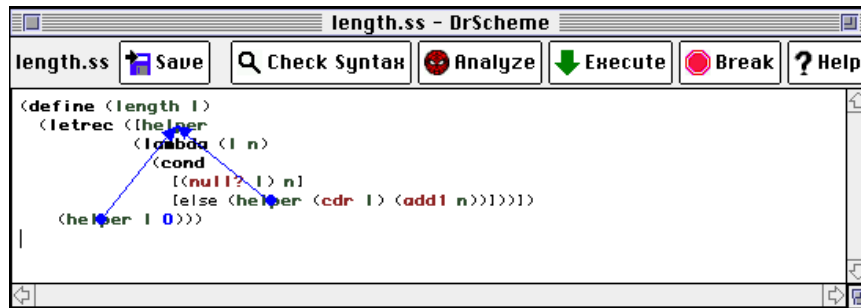 length.ss - DrScheme
length.ss Save Check Syntax Analyze Execute Break Help
(define (length l)
(letrec ([helper
(lambda (l n)
(cond
[(null? l) n]
[else (helper (cdr l) (add1 n))]))])
(helper l 0)))